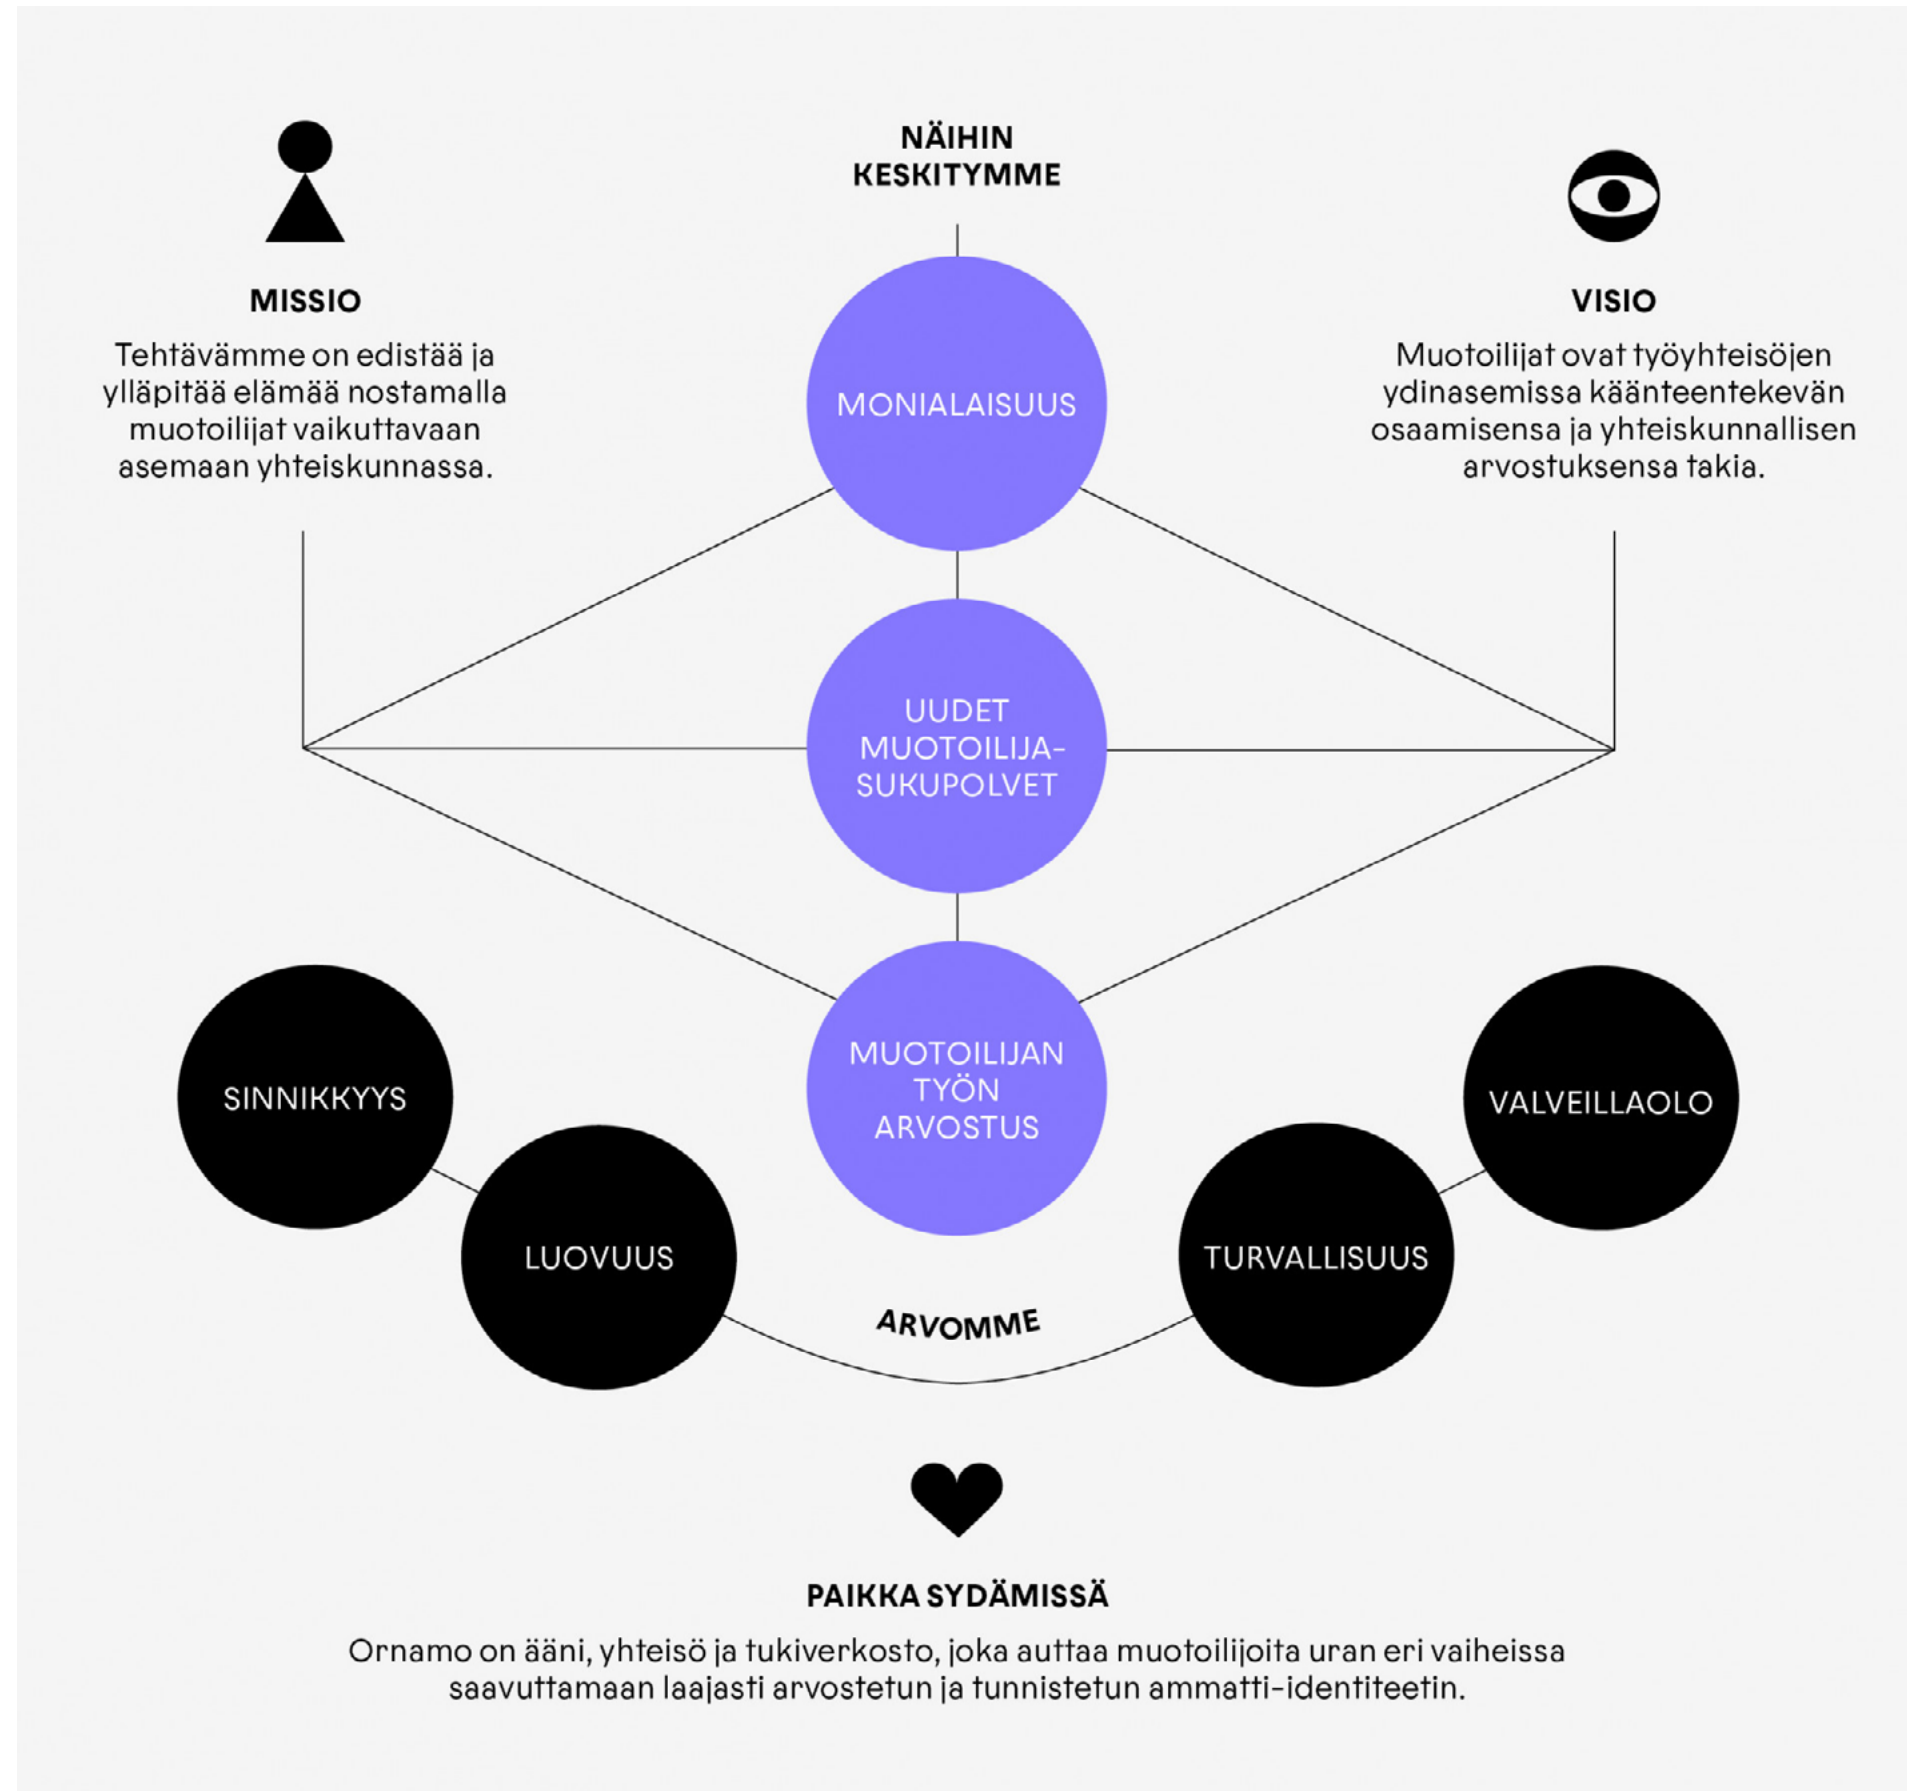 NÄIHIN
KESKITYMME
MISSIO
Tehtävämme on edistää ja
ylläpitää elämää nostamalla
muotoilijat vaikuttavaan
asemaan yhteiskunnassa.
VISIO
Muotoilijat ovat työyhteisöjen
ydinasemissa käänteentekevän
osaamisensa ja yhteiskunnallisen
arvostuksensa takia.
MONIALAISUUS
UUDET
MUOTOILIJA-
SUKUPOLVET
MUOTOILIJAN
TYÖN
ARVOSTUS
SINNIKKYYS
LUOVUUS
TURVALLISUUS
VALVEILLAOLO
ARVOMME
PAIKKA SYDÄMISSÄ
Ornamo on ääni, yhteisö ja tukiverkosto, joka auttaa muotoilijoita uran eri vaiheissa
saavuttamaan laajasti arvostetun ja tunnistetun ammatti-identiteetin.